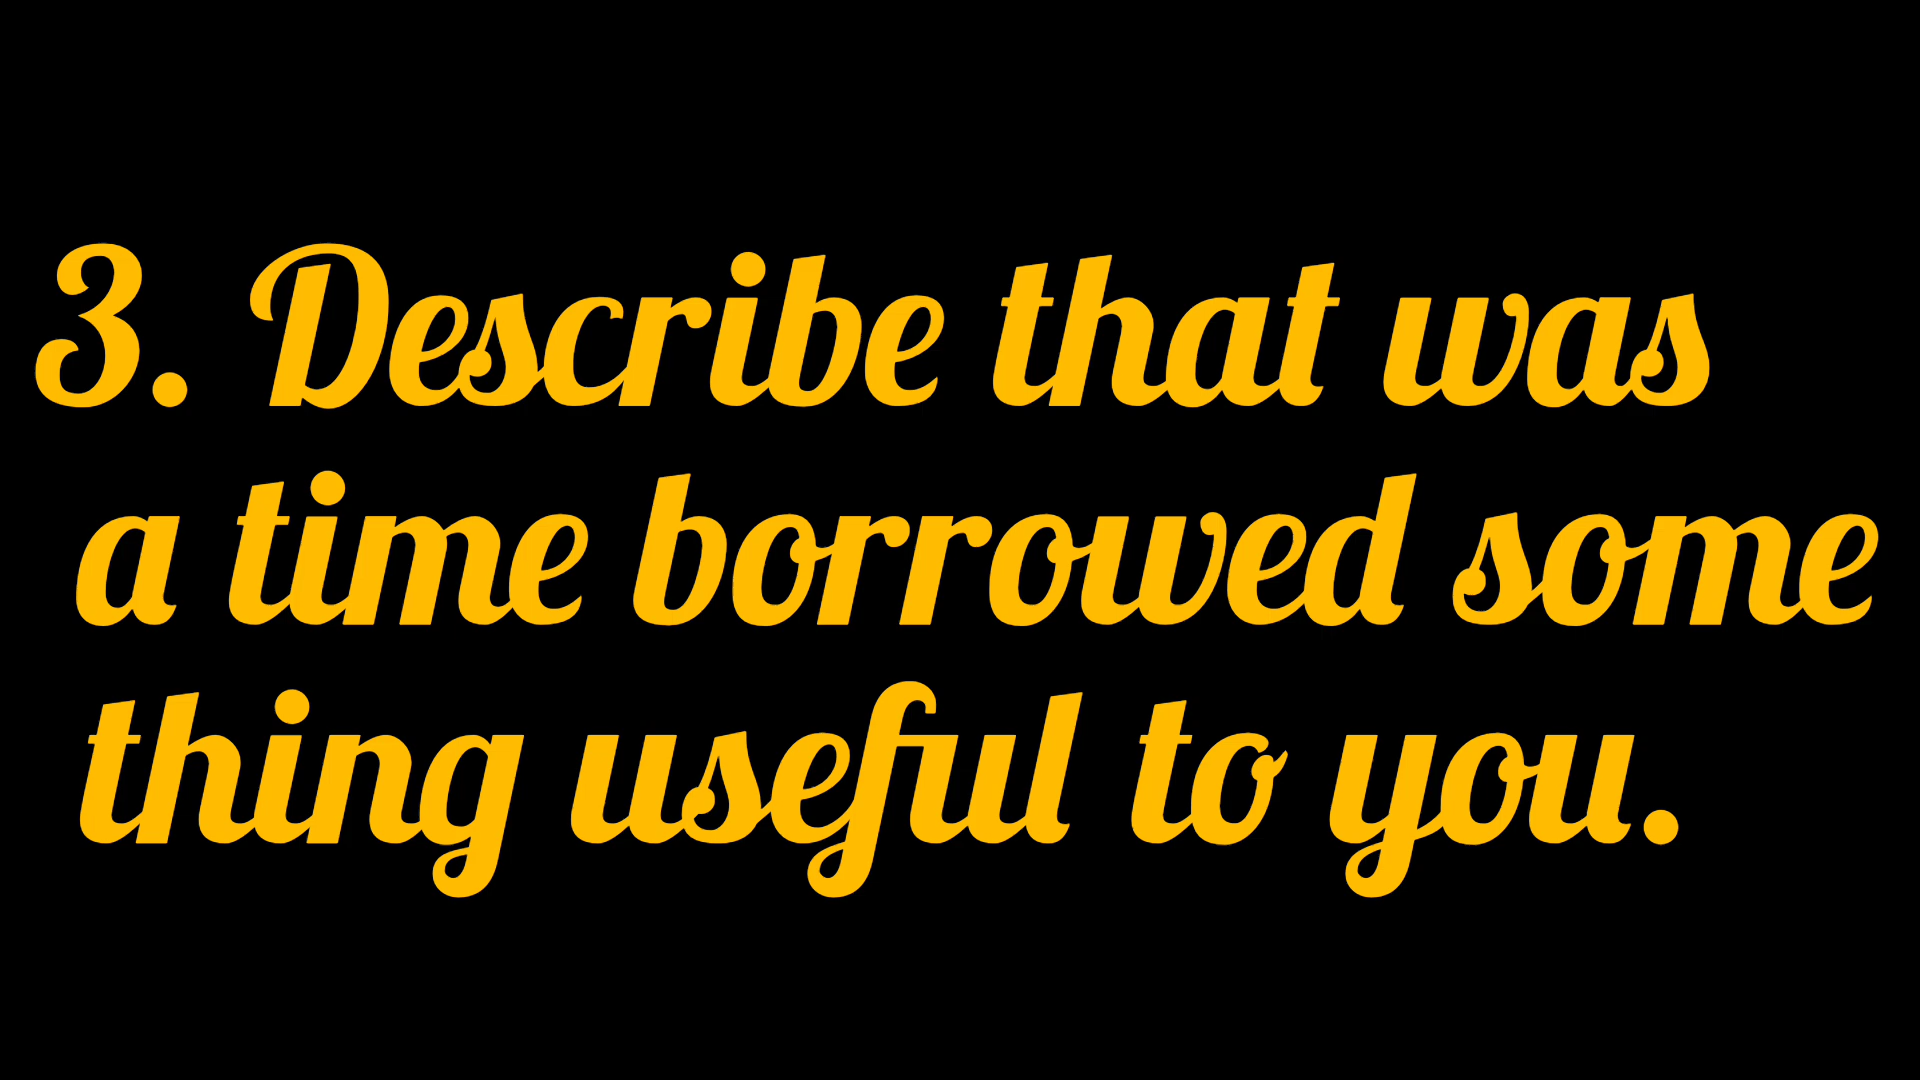 3. Describe that was
a time borrowed some
thing useful to you.